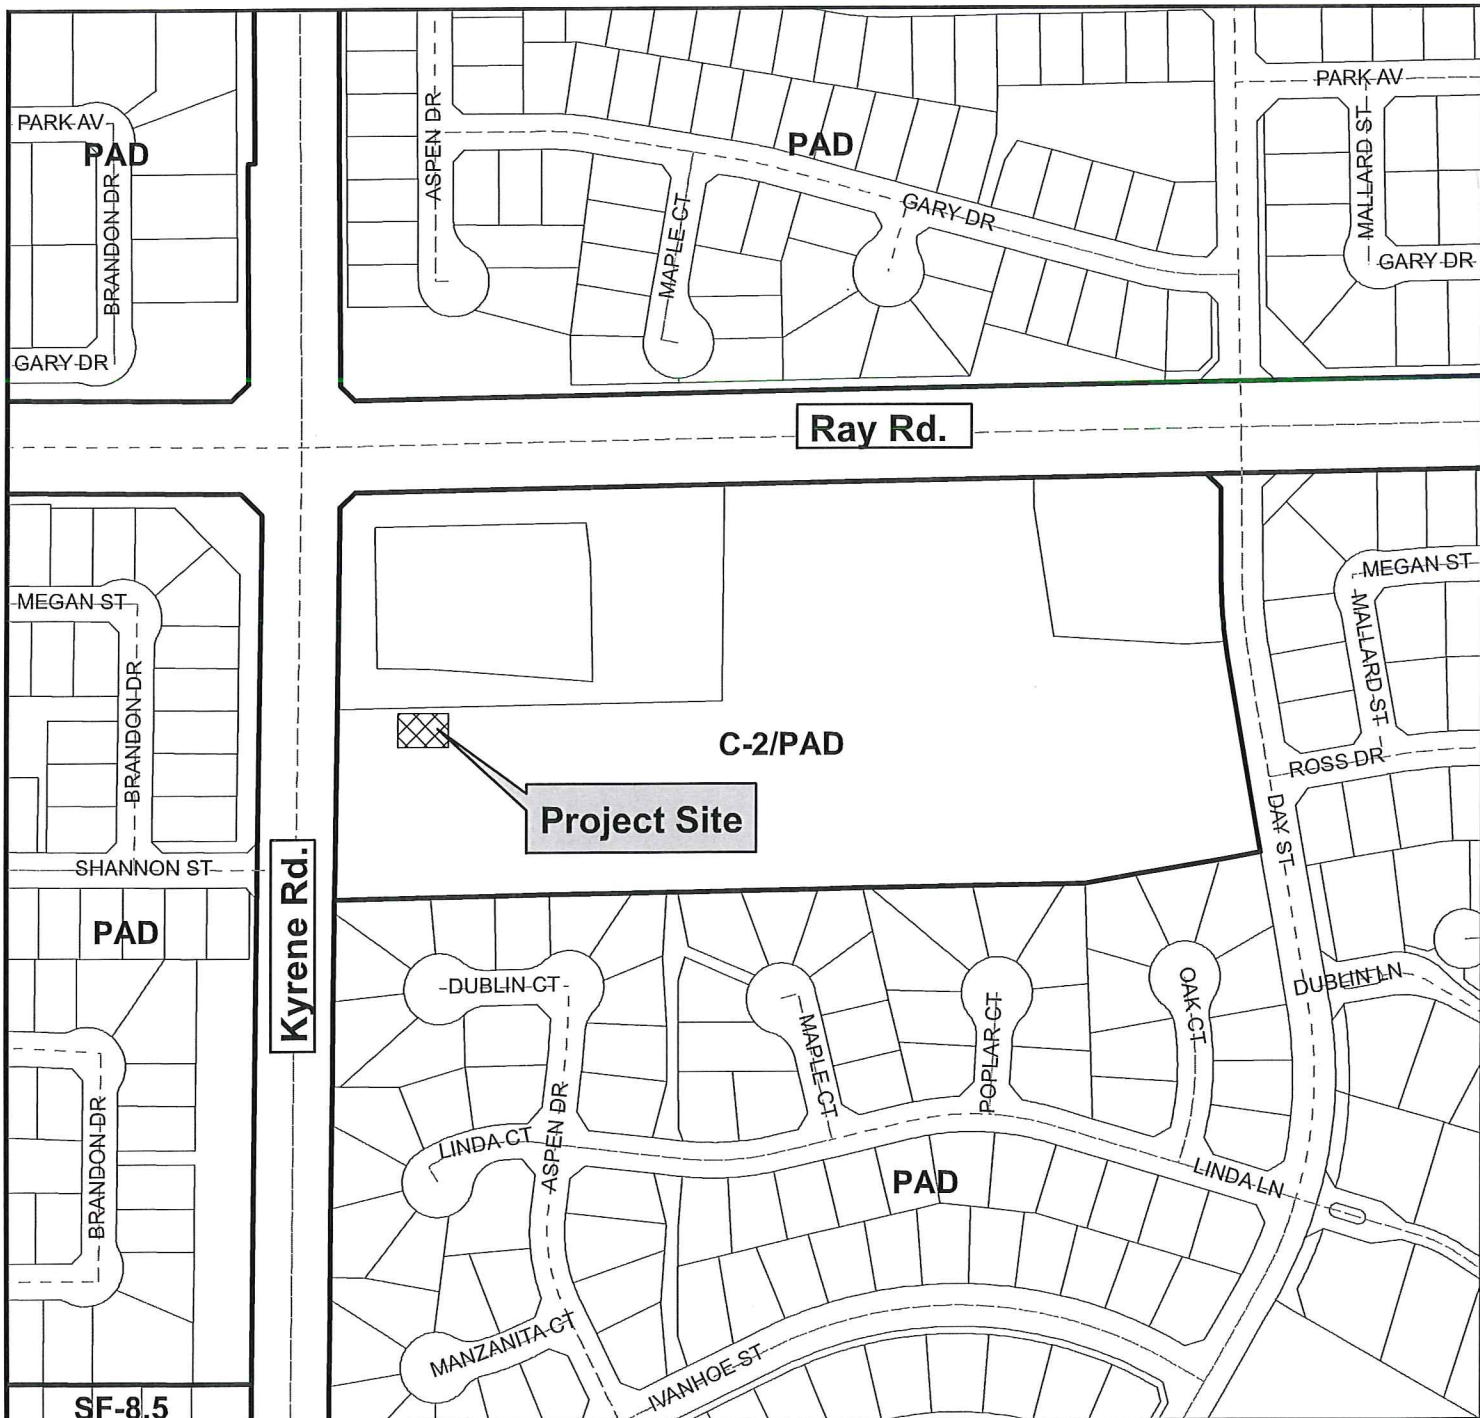 PARK AV
PAD
BRANDON DR
GARY DR
ASPEN DR
PAD
MAPLE CT
GARY DR
PARK AV
MALLARD ST
GARY DR
Ray Rd.
MEGAN ST
BRANDON DR
SHANNON ST
PAD
Kyrene Rd.
C-2/PAD
Project Site
MEGAN ST
MALLARD ST
ROSS DR
DAY ST
DUBLIN LN
DUBLIN CT
MAPLE CT
POPLAR CT
OAK CT
LINDA CT
ASPEN DR
PAD
LINDA LN
BRANDON DR
MANZANITA CT
IVANHOE ST
SF-8.5